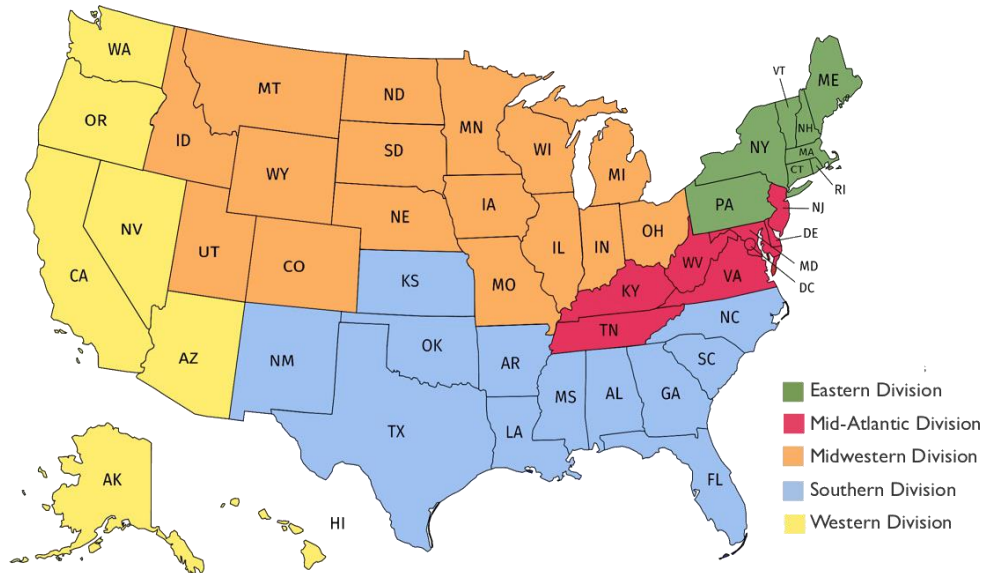 WA
OR
CA
NV
AZ
ID
MT
WY
UT
CO
ND
SD
NE
KS
NM
OK
TX
MN
IA
MO
AR
LA
WI
IL
MI
IN
OH
KY
TN
MS
AL
GA
FL
SC
NC
VA
WV
PA
NY
VT
NH
ME
MA
CT
RI
NJ
DE
MD
DC
AK
HI
Eastern Division
Mid-Atlantic Division
Midwestern Division
Southern Division
Western Division